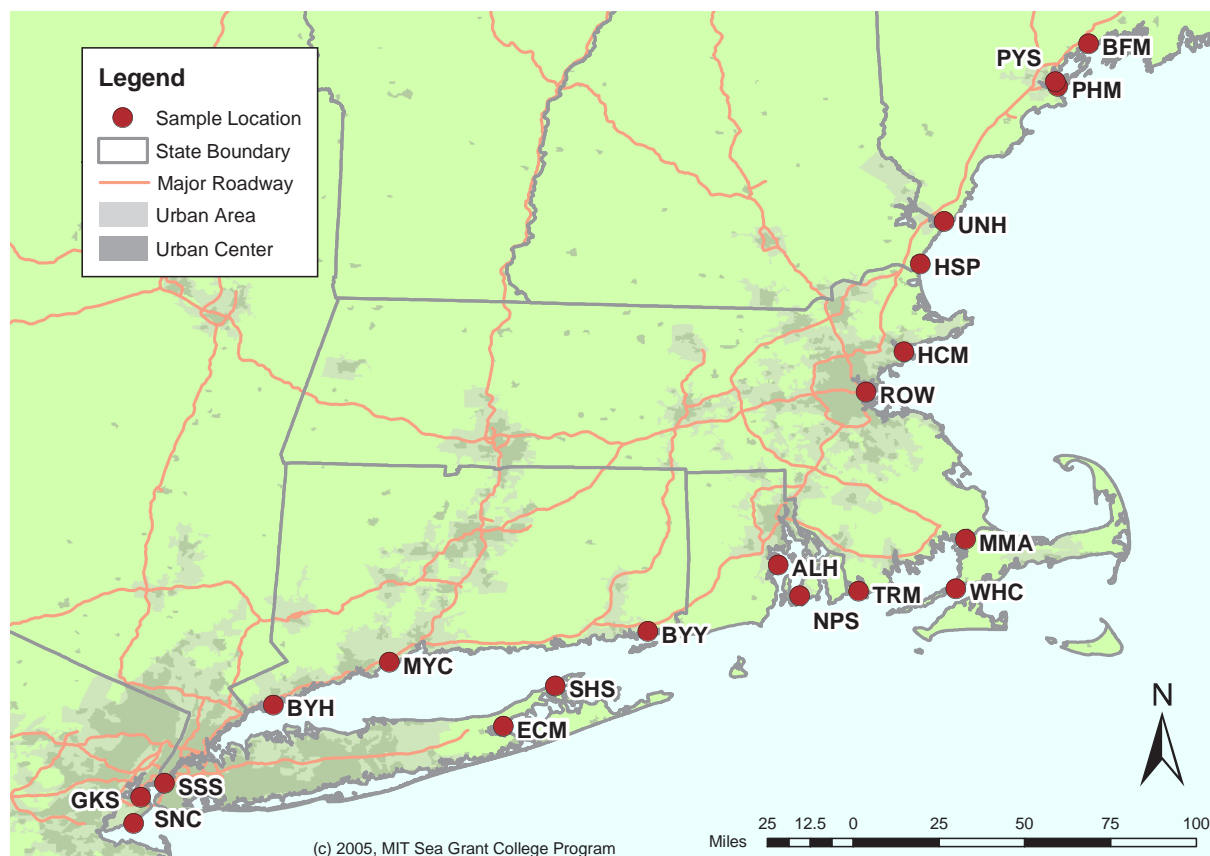 Legend
Sample Location
State Boundary
Major Roadway
Urban Area
Urban Center
PYS
BFM
PHM
UNH
HSP
HCM
ROW
MMA
ALH
TRM
WHC
NPS
BYY
MYC
SHS
BYH
ECM
N
SSS
GKS
SNC
Miles
25 12.5 0 25 50 75 100
(c) 2005, MIT Sea Grant College Program